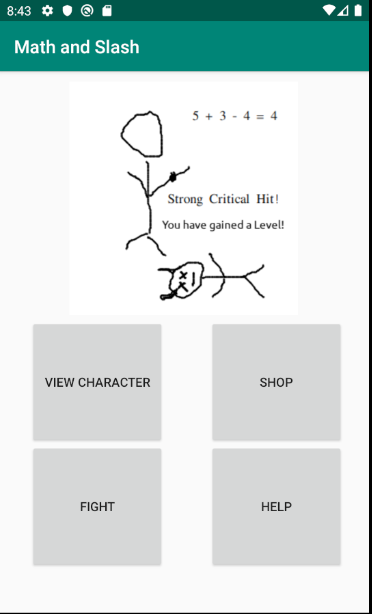 8:43
Math and Slash
5 + 3 - 4 = 4
Strong Critical Hit!
You have gained a Level!
VIEW CHARACTER
SHOP
FIGHT
HELP